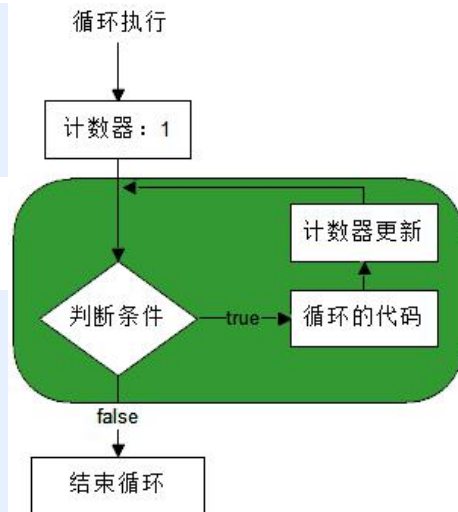 循环执行
计数器：1
计数器更新
判断条件
true
循环的代码
false
结束循环